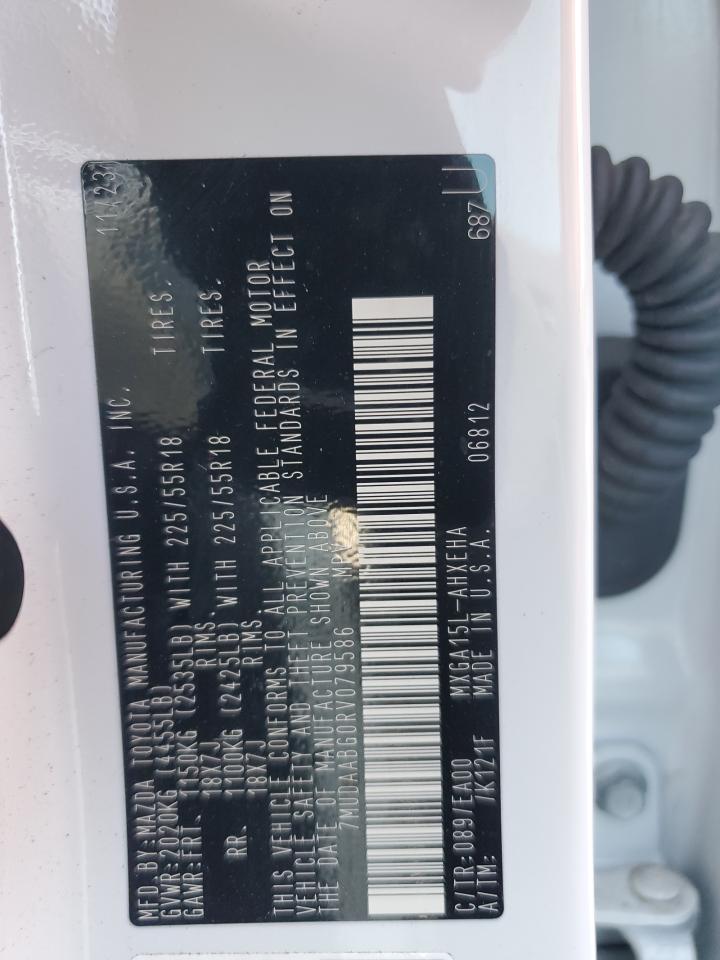 MFD BY:MAZDA TOYOTA MANUFACTURING U.S.A. INC. 11/23
GVWR:2020KG (4455LB)
GAWR:FRT. 1150KG (2535LB) WITH 225/55R18 TIRES.
18X7J RIMS.
RR. 1100KG (2425LB) WITH 225/55R18 TIRES.
18X7J RIMS.
THIS VEHICLE CONFORMS TO ALL APPLICABLE FEDERAL MOTOR
VEHICLE SAFETY AND THEFT PREVENTION STANDARDS IN EFFECT ON
THE DATE OF MANUFACTURE SHOWN ABOVE
7MUDAABG0RV079586 MPV
C/TR:089/EA00 MXGA15L-AHXEHA 06812 687 U
A/TM: /K121F MADE IN U.S.A.